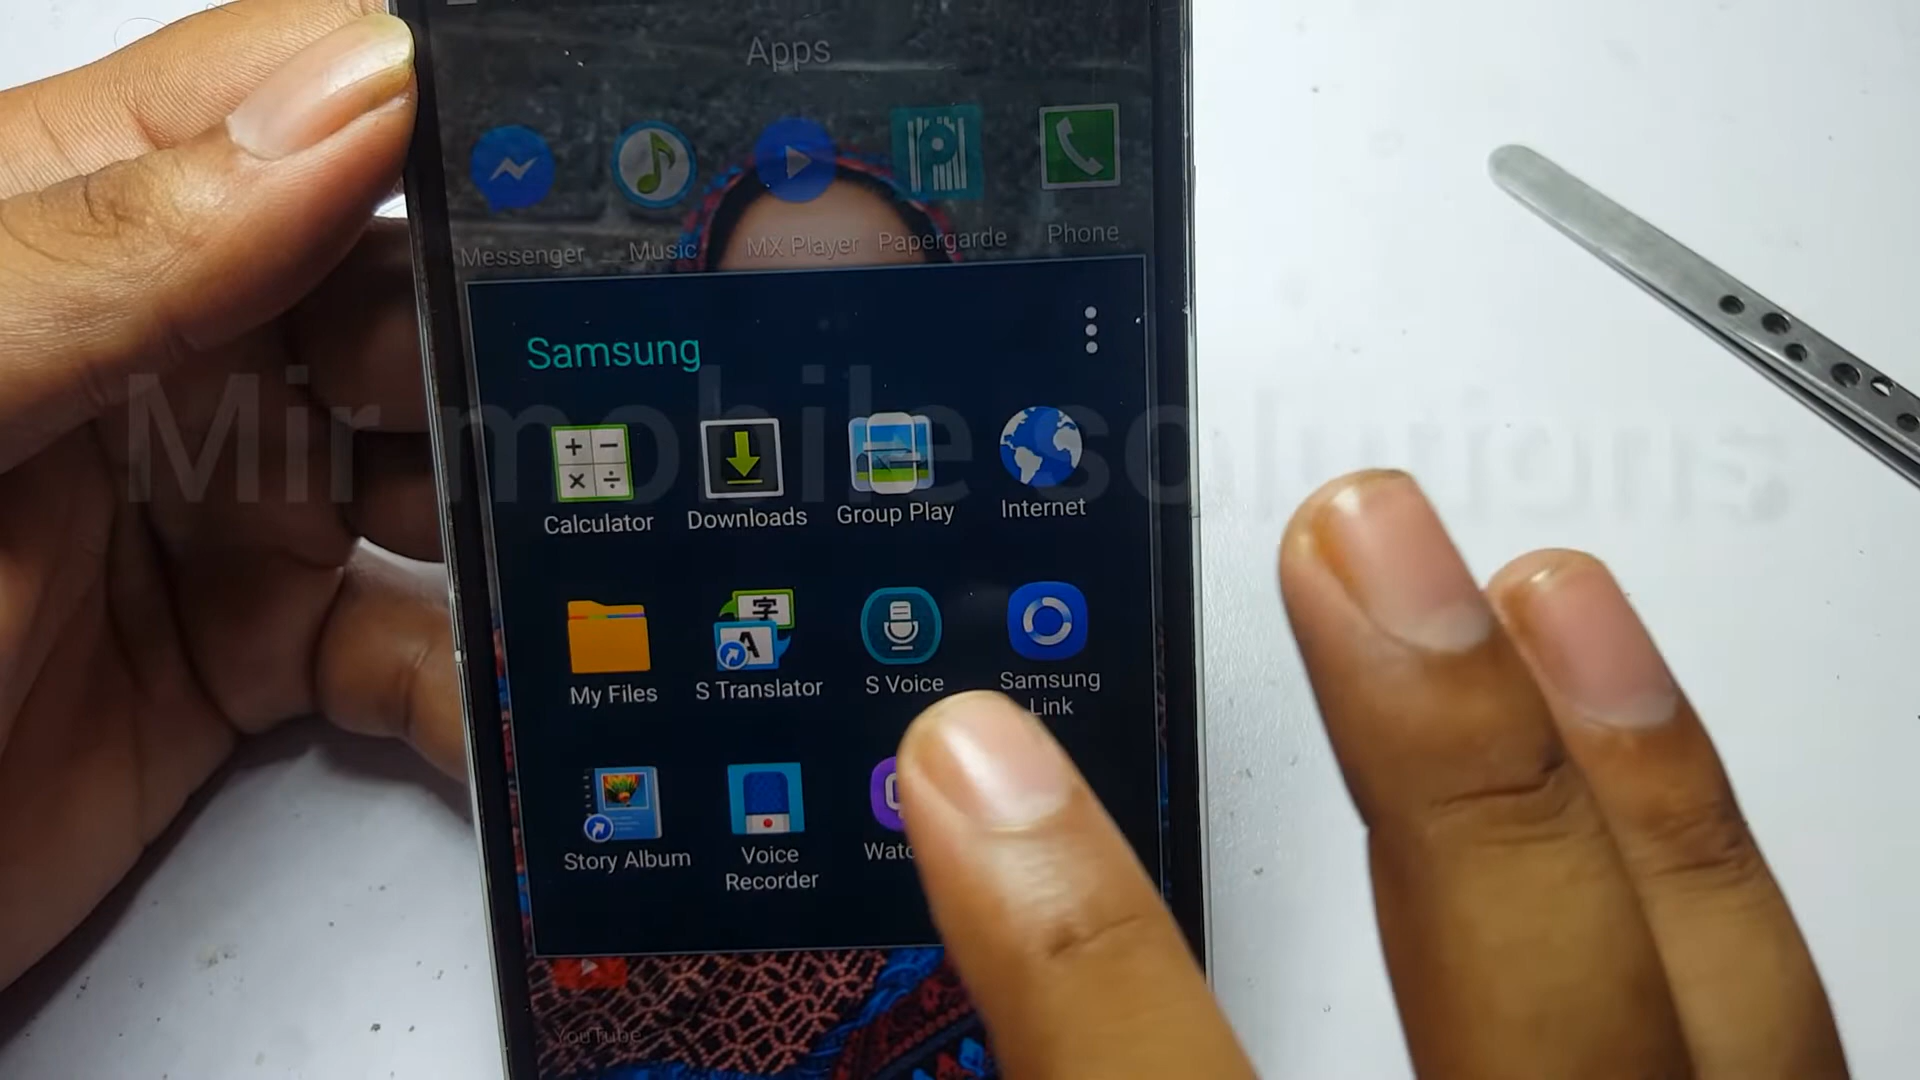 Apps
Messenger Music MX Player Papergarde Phone
Samsung
Mir mobile solutions
Calculator Downloads Group Play Internet
字
A
My Files S Translator S Voice Samsung Link
Story Album Voice Recorder
YouTube